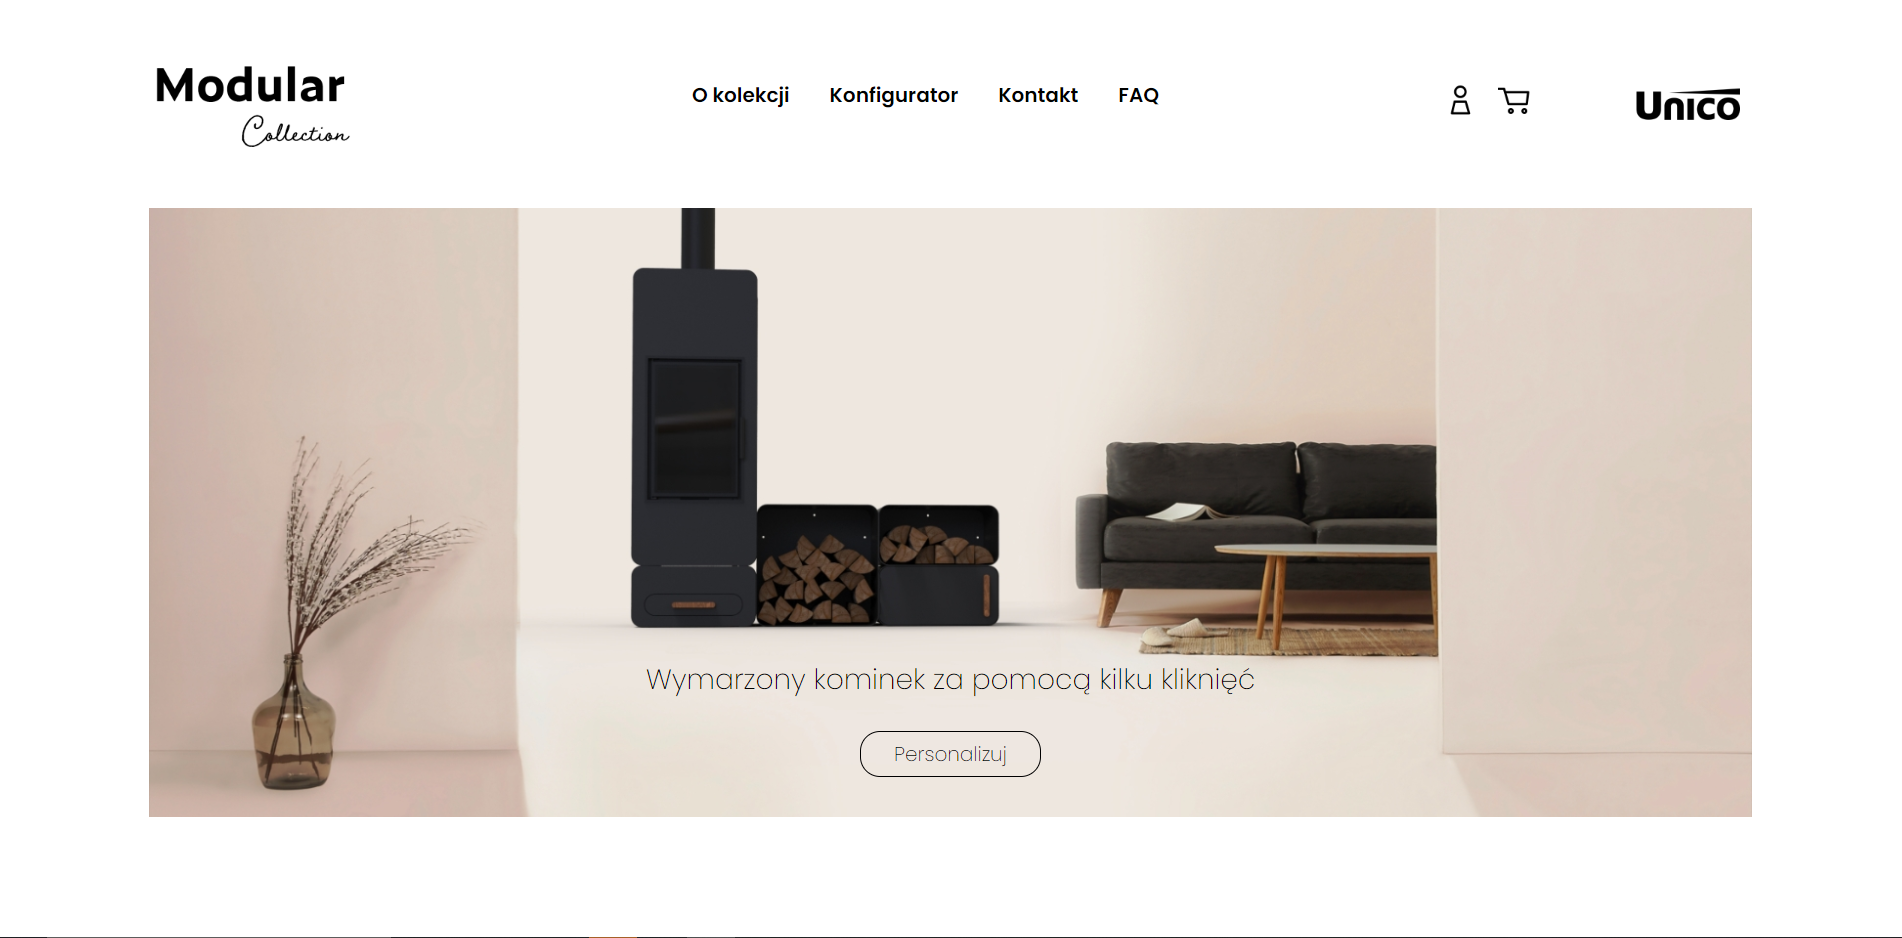 Modular
Collection
O kolekcji
Konfigurator
Kontakt
FAQ
Unico
Wymarzony kominek za pomocą kilku kliknięć
Personalizuj